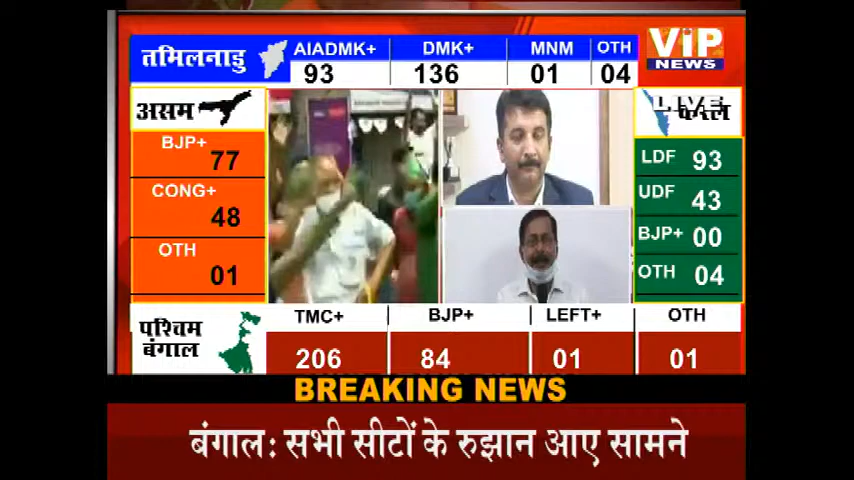 तमिलनाडु
AIADMK+ DMK+ MNM OTH
93 136 01 04
ViP
NEWS
असम
BJP+
77
CONG+
48
OTH
01
LIVE
LDF 93
UDF 43
BJP+ 00
OTH 04
पश्चिम
बंगाल
TMC+ BJP+ LEFT+ OTH
206 84 01 01
BREAKING NEWS
बंगाल: सभी सीटों के रुझान आए सामने